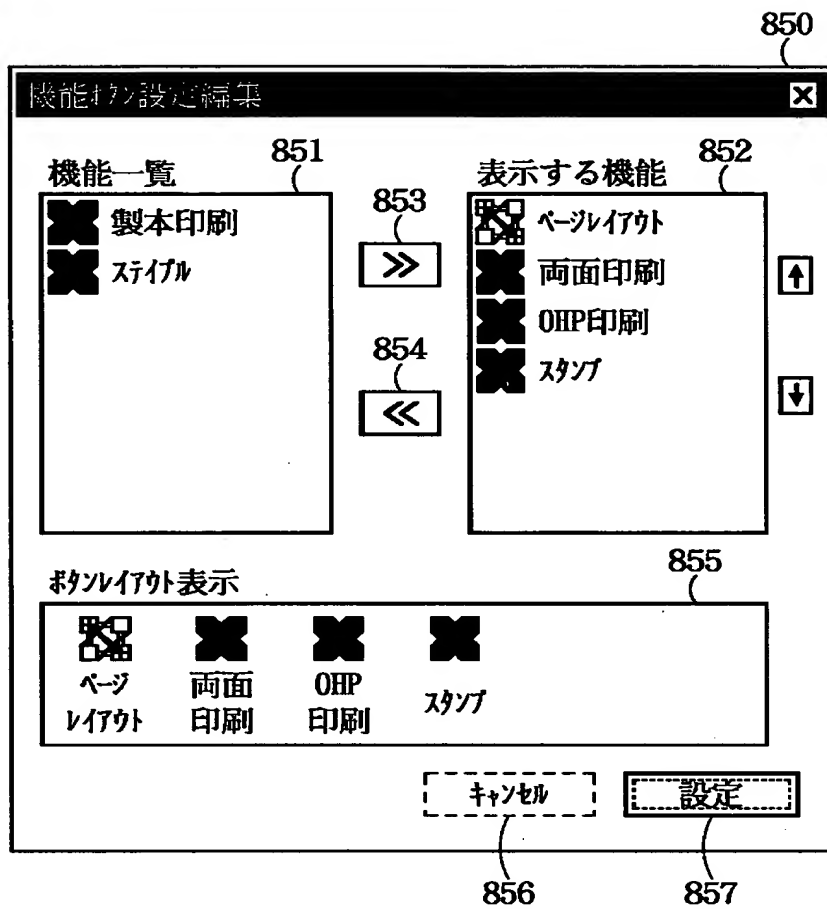 850
機能ボタン設定編集
機能一覧
851
表示する機能
852
製本印刷
ステイプル
853
854
ページレイアウト
両面印刷
OHP印刷
スタンプ
ボタンレイアウト表示
855
ページ
レイアウト
両面
印刷
OHP
印刷
スタンプ
キャンセル
設定
856
857